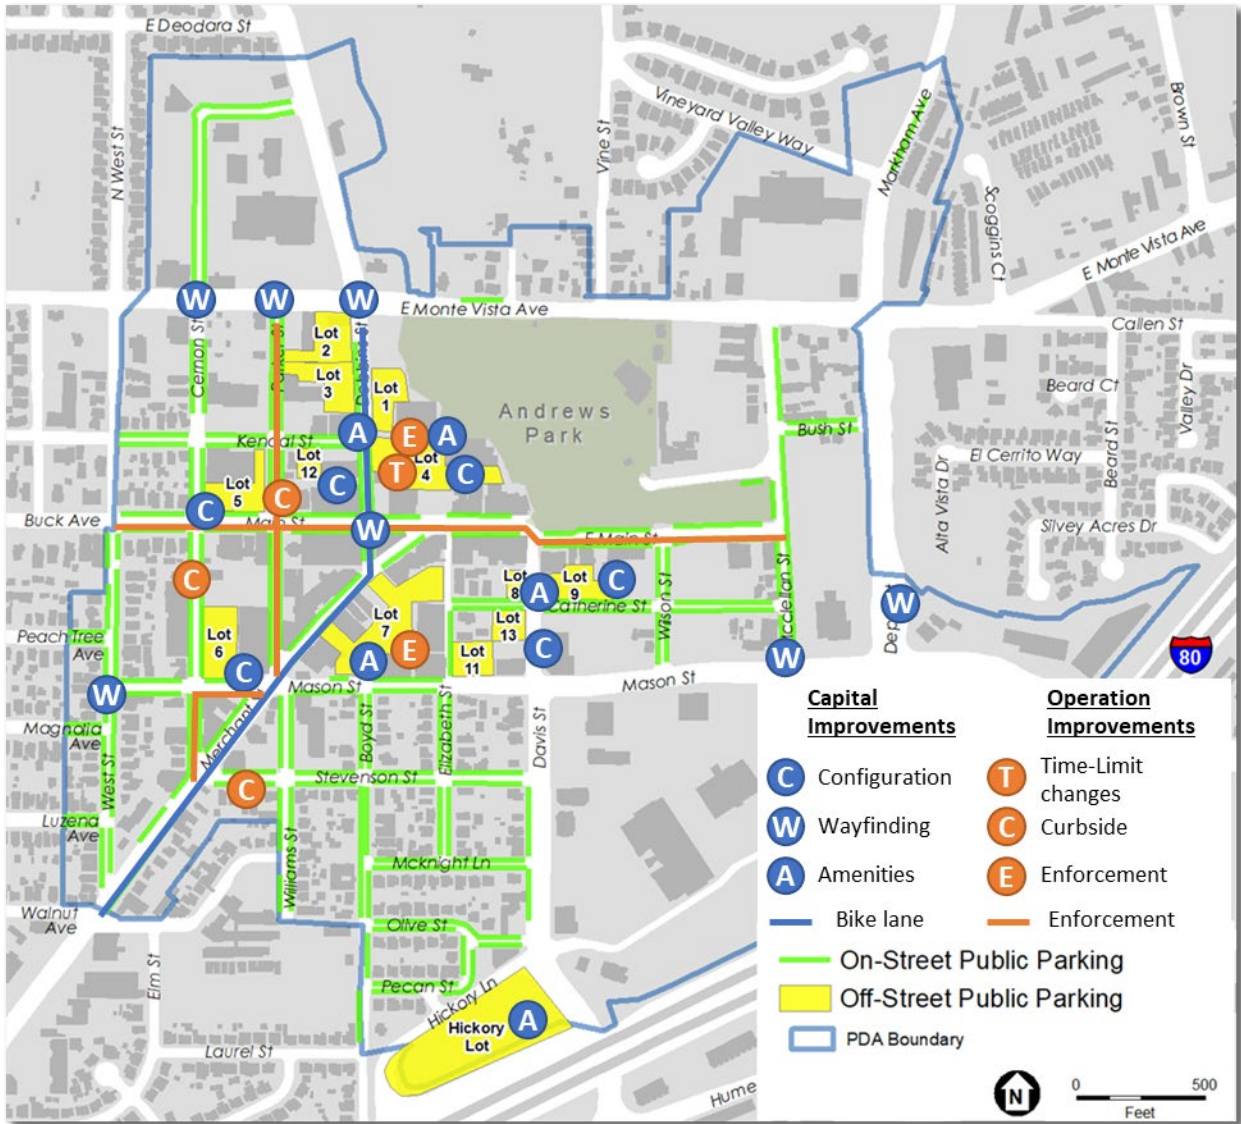 E Deodara St
N West St
Vine St
Vineyard Valley Way
Markham Ave
Brown St
Scoggins Ct
E Monte Vista Ave
W
W
W
E Monte Vista Ave
Callen St
Cernon St
Lot
2
Lot
3
Lot
1
Andrews
Park
Beard Ct
Valley Dr
Kendal St
A
E
A
Bush St
El Cerrito Way
Beard St
Lot
12
T
Lot
4
C
Lot
5
C
C
C
Alta Vista Dr
Buck Ave
Main St
W
E Main St
Silvey Acres Dr
C
Lot
8
A
Lot
9
C
Catherine St
Wilson St
W
80
Peach Tree
Ave
Lot
6
Lot
7
E
A
Lot
13
Lot
11
C
W
C
W
Mason St
Mason St
Magnolia
Ave
Merchant
Boyd St
Elizabeth St
Davis St
West St
C
Stevenson St
Luzena
Ave
Williams St
Mcknight Ln
Walnut
Ave
Olive St
Elm St
Pecan St
Hickory Ln
Hickory
Lot
A
Laurel St
Hume
Capital
Improvements
Operation
Improvements
C Configuration
T Time-Limit
changes
W Wayfinding
C Curbside
A Amenities
E Enforcement
Bike lane
Enforcement
On-Street Public Parking
Off-Street Public Parking
PDA Boundary
N
0 500
Feet